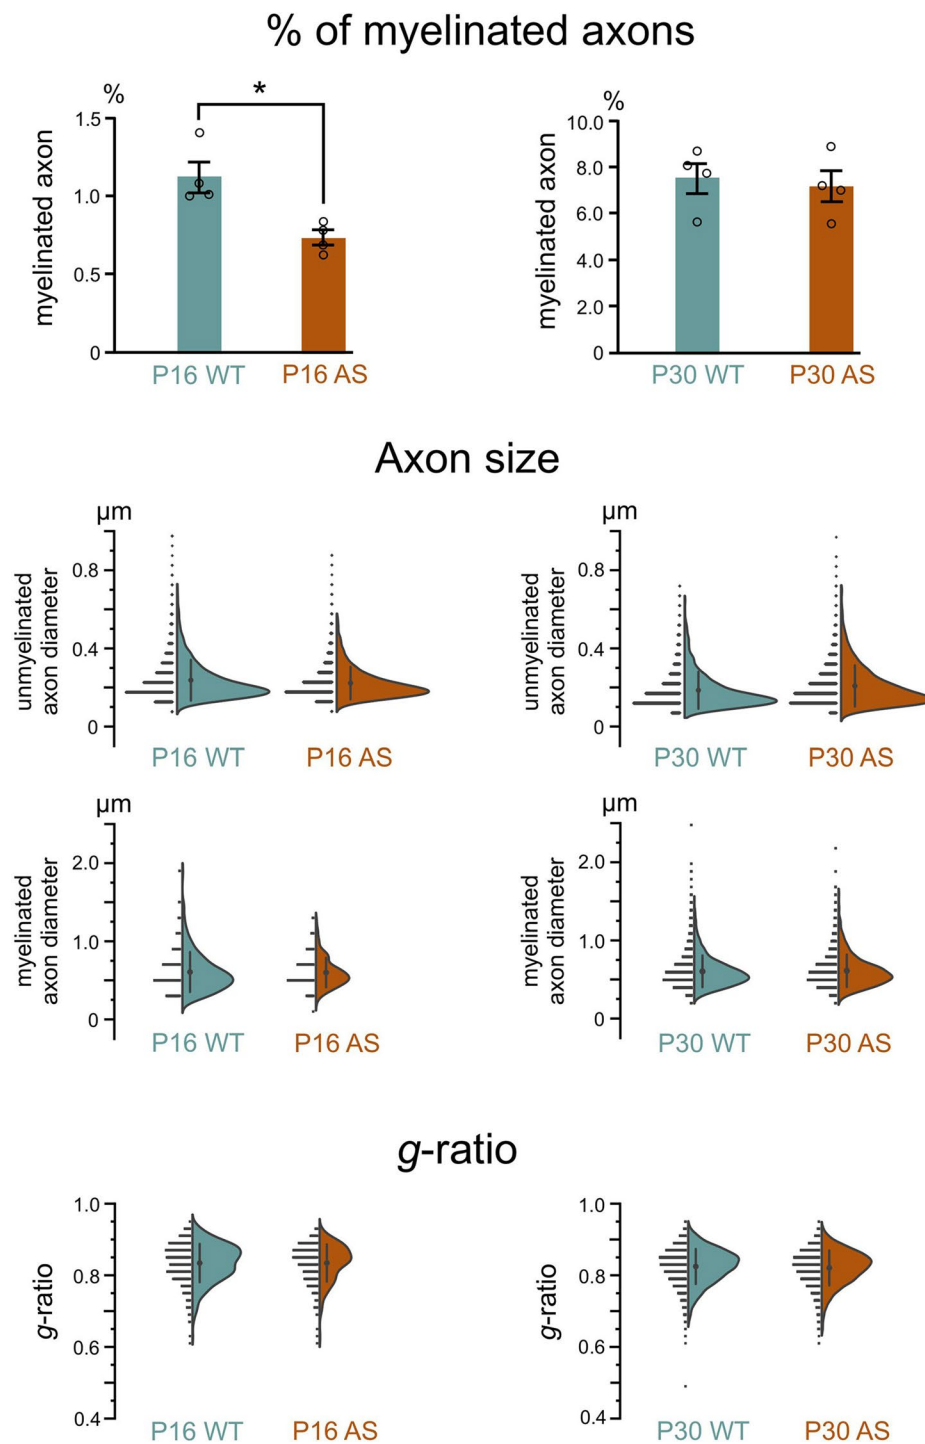 % of myelinated axons
%
myelinated axon
1.5
1.0
0.5
0
*
P16 WT
P16 AS
%
myelinated axon
10.0
8.0
6.0
4.0
2.0
0
P30 WT
P30 AS
Axon size
µm
unmyelinated
axon diameter
0.8
0.4
0
P16 WT
P16 AS
µm
unmyelinated
axon diameter
0.8
0.4
0
P30 WT
P30 AS
µm
myelinated
axon diameter
2.0
1.0
0
P16 WT
P16 AS
µm
myelinated
axon diameter
2.0
1.0
0
P30 WT
P30 AS
g-ratio
g-ratio
1.0
0.8
0.6
0.4
P16 WT
P16 AS
g-ratio
1.0
0.8
0.6
0.4
P30 WT
P30 AS